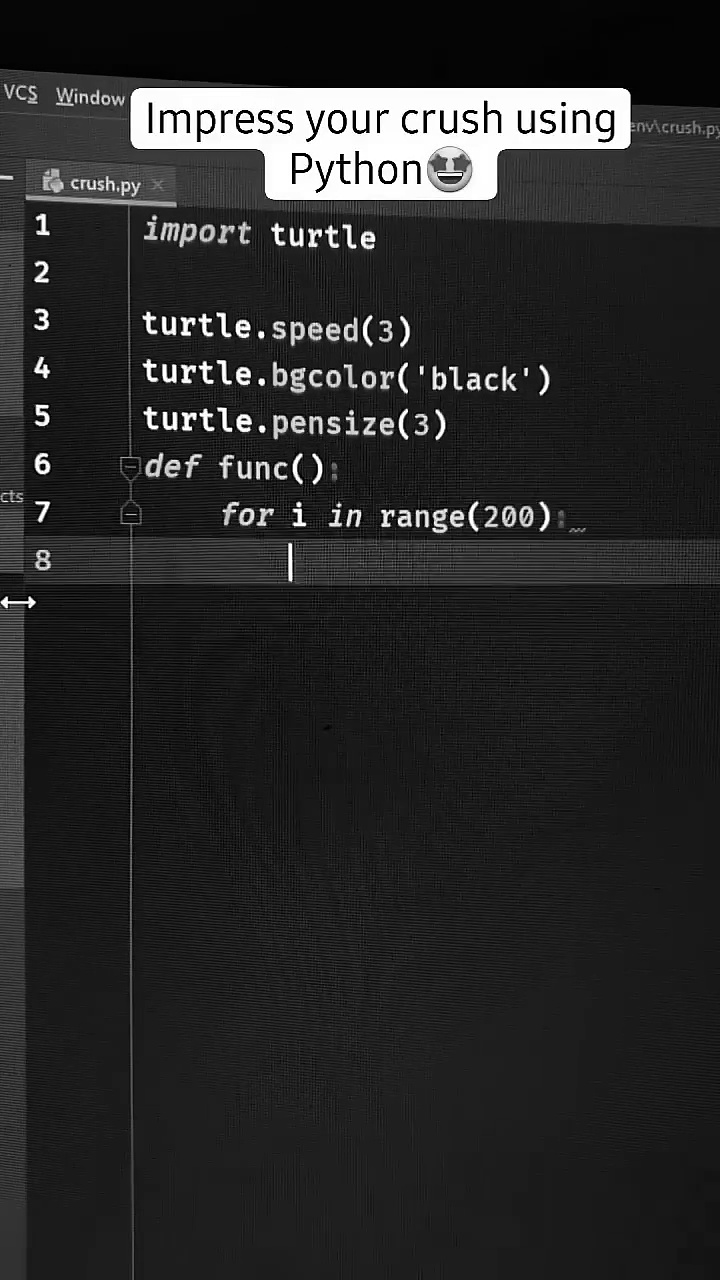 VCS Window
Impress your crush using
Python🤩
env\crush.py
crush.py
1 import turtle
2
3 turtle.speed(3)
4 turtle.bgcolor('black')
5 turtle.pensize(3)
6 def func():
7 for i in range(200):
8
cts